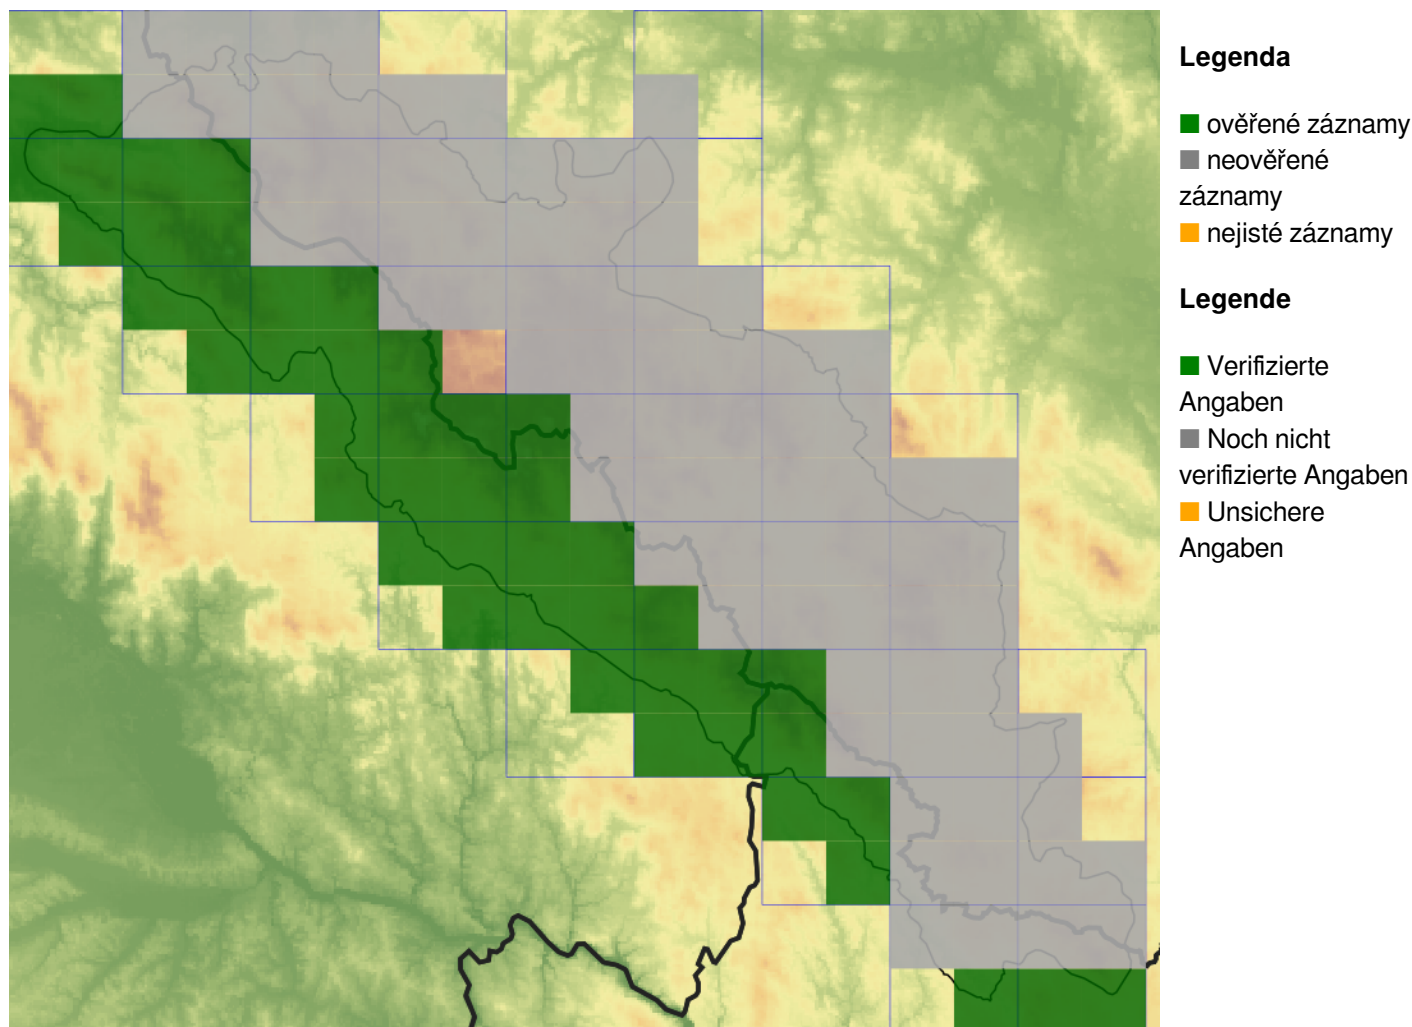 Legenda
ověřené záznamy
neověřené
záznamy
nejisté záznamy
Legende
Verifizierte
Angaben
Noch nicht
verifizierte Angaben
Unsichere
Angaben